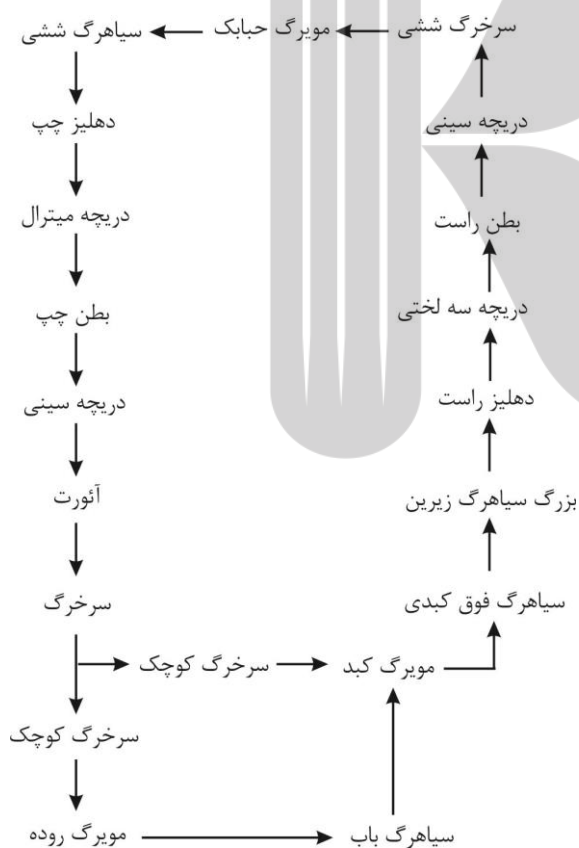 سرخرگ ششی
مویرگ حبابک
سیاهرگ ششی
دریچه سینی
دهلیز چپ
بطن راست
دریچه میترال
دریچه سه لختی
بطن چپ
دهلیز راست
دریچه سینی
بزرگ سیاهرگ زیرین
آئورت
سیاهرگ فوق کبدی
سرخرگ
مویرگ کبد
سرخرگ کوچک
سرخرگ کوچک
سیاهرگ باب
مویرگ روده